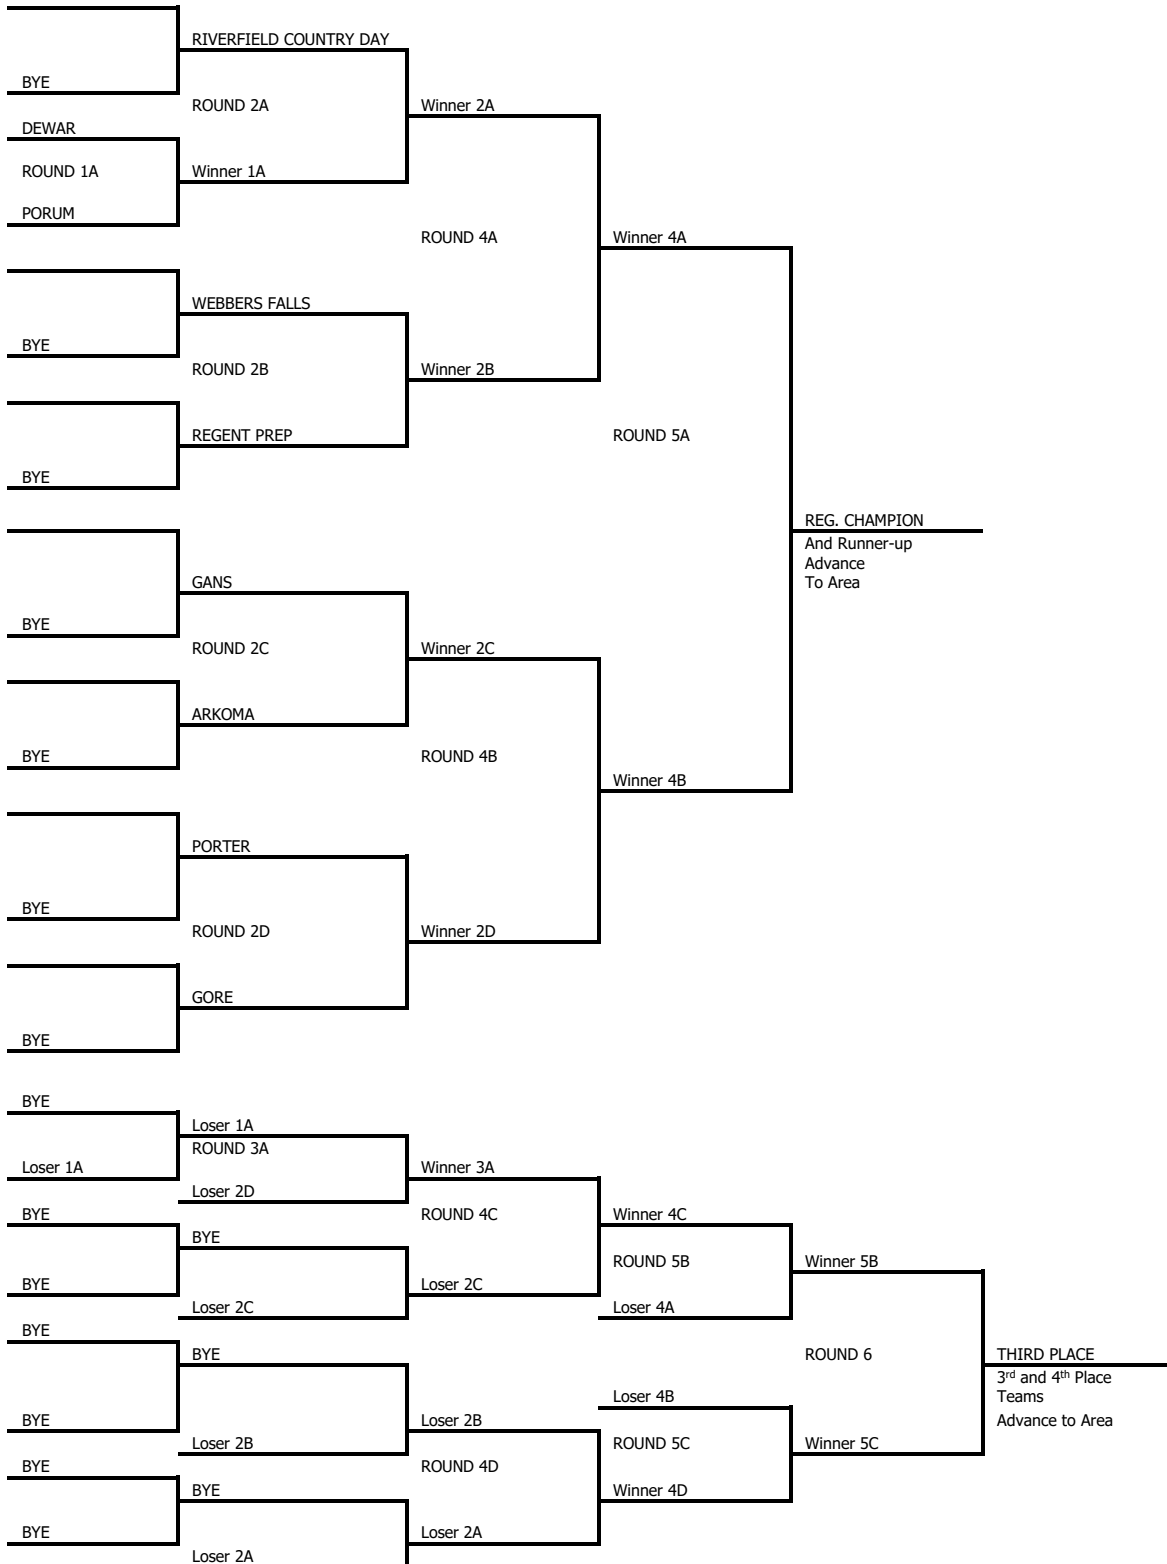 RIVERFIELD COUNTRY DAY
BYE
ROUND 2A
Winner 2A
DEWAR
ROUND 1A
Winner 1A
PORUM
ROUND 4A
Winner 4A
WEBBERS FALLS
BYE
ROUND 2B
Winner 2B
REGENT PREP
ROUND 5A
BYE
REG. CHAMPION
And Runner-up
Advance
To Area
GANS
BYE
ROUND 2C
Winner 2C
ARKOMA
BYE
ROUND 4B
Winner 4B
PORTER
BYE
ROUND 2D
Winner 2D
GORE
BYE
BYE
Loser 1A
ROUND 3A
Loser 1A
Winner 3A
Loser 2D
BYE
ROUND 4C
Winner 4C
BYE
ROUND 5B
Winner 5B
BYE
Loser 2C
Loser 2C
Loser 4A
BYE
BYE
ROUND 6
THIRD PLACE
3rd and 4th Place
Teams
Advance to Area
Loser 4B
BYE
Loser 2B
Loser 2B
ROUND 5C
Winner 5C
BYE
ROUND 4D
BYE
Winner 4D
BYE
Loser 2A
Loser 2A